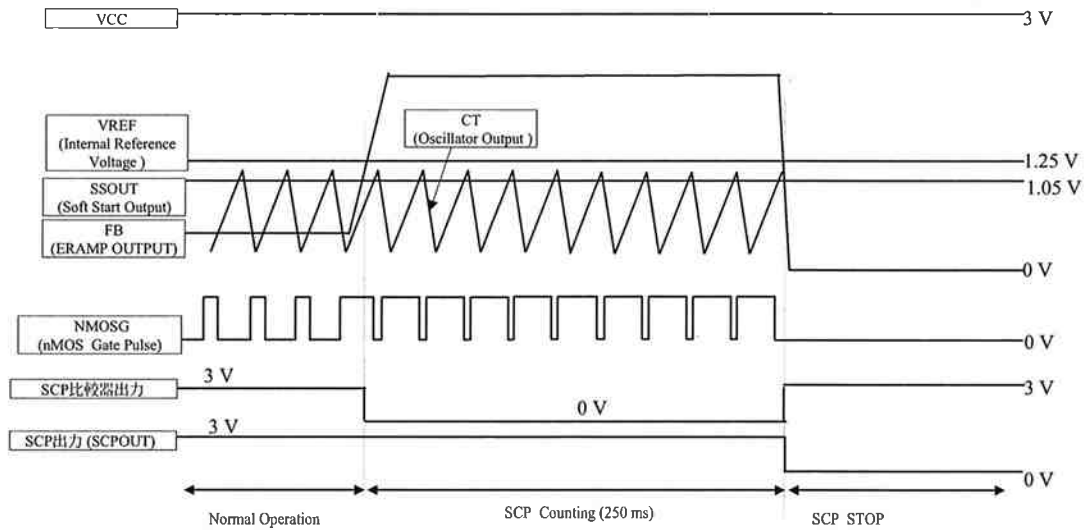 VCC
3 V
VREF
(Internal Reference
Voltage )
CT
(Oscillator Output )
1.25 V
SSOUT
(Soft Start Output)
1.05 V
FB
(ERAMP OUTPUT)
0 V
NMOSG
(nMOS Gate Pulse)
0 V
SCP比較器出力
3 V
0 V
3 V
SCP出力 (SCPOUT)
3 V
0 V
Normal Operation
SCP Counting (250 ms)
SCP STOP